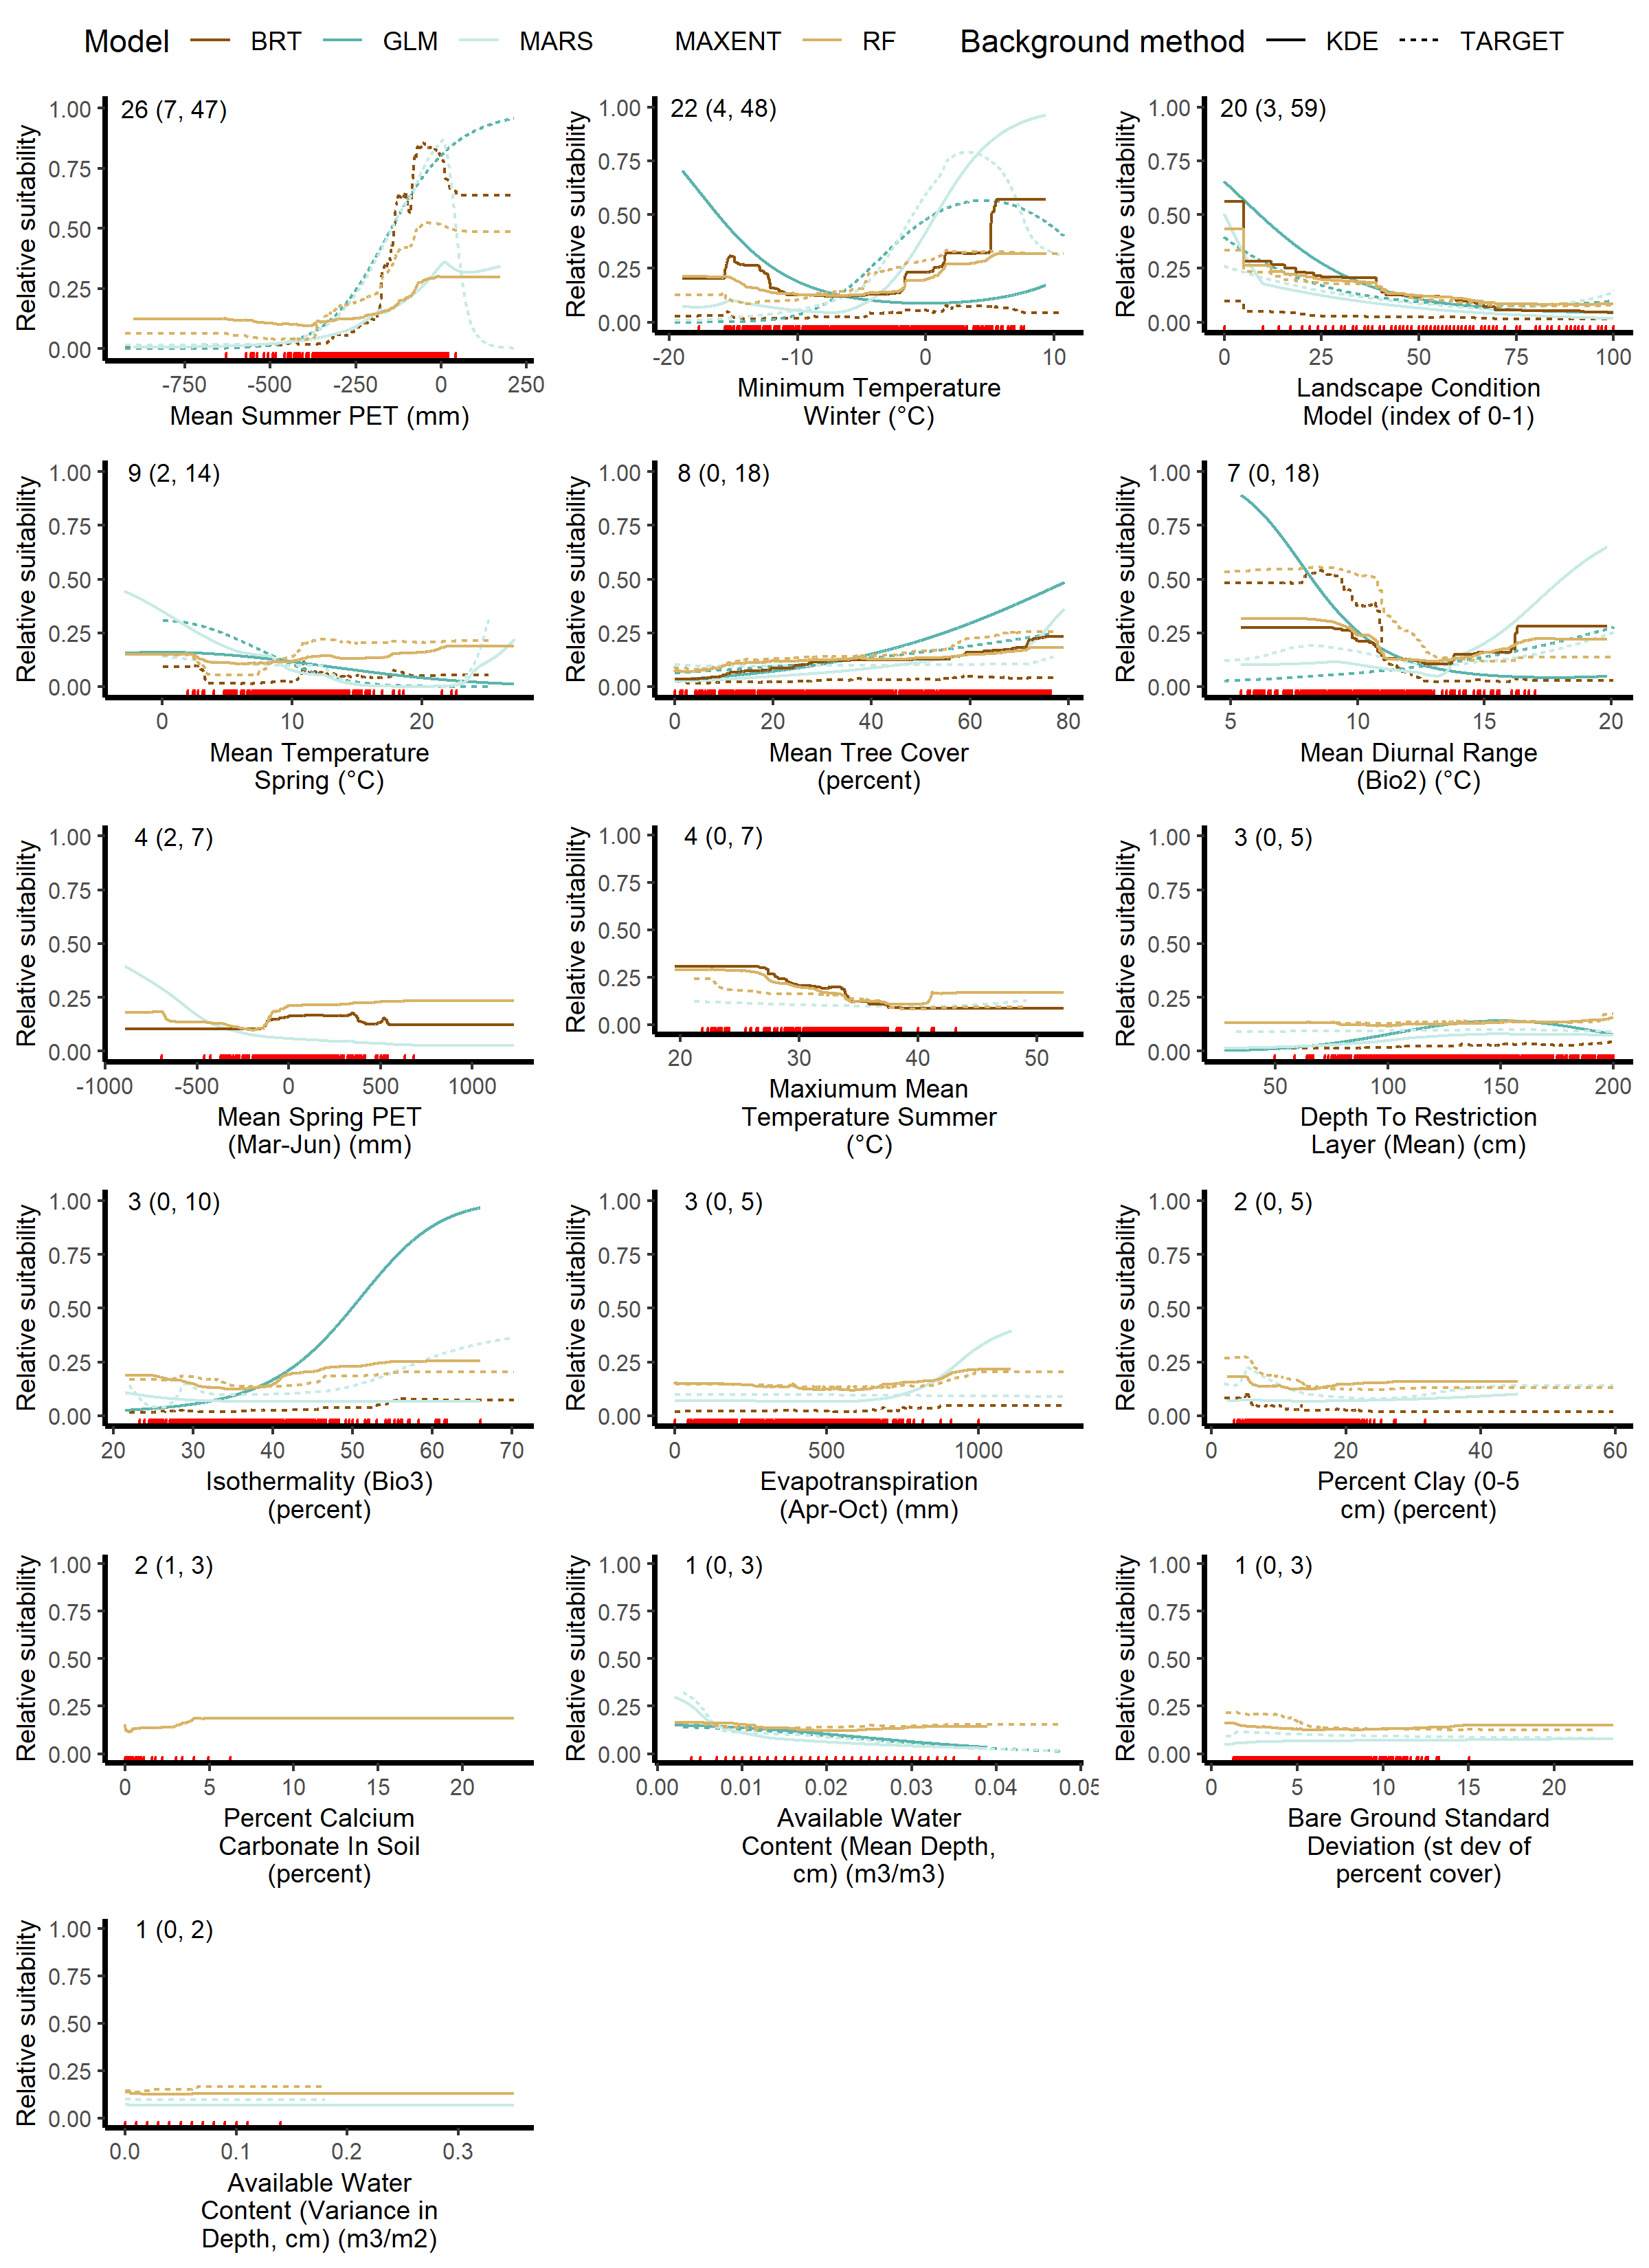 Model BRT GLM MARS MAXENT RF Background method KDE TARGET
26 (7, 47)
Relative suitability
1.00
0.75
0.50
0.25
0.00
-750 -500 -250 0 250
Mean Summer PET (mm)
22 (4, 48)
Relative suitability
1.00
0.75
0.50
0.25
0.00
-20 -10 0 10
Minimum Temperature
Winter (°C)
20 (3, 59)
Relative suitability
1.00
0.75
0.50
0.25
0.00
0 25 50 75 100
Landscape Condition
Model (index of 0-1)
9 (2, 14)
Relative suitability
1.00
0.75
0.50
0.25
0.00
0 10 20
Mean Temperature
Spring (°C)
8 (0, 18)
Relative suitability
1.00
0.75
0.50
0.25
0.00
0 20 40 60 80
Mean Tree Cover
(percent)
7 (0, 18)
Relative suitability
1.00
0.75
0.50
0.25
0.00
5 10 15 20
Mean Diurnal Range
(Bio2) (°C)
4 (2, 7)
Relative suitability
1.00
0.75
0.50
0.25
0.00
-1000 -500 0 500 1000
Mean Spring PET
(Mar-Jun) (mm)
4 (0, 7)
Relative suitability
1.00
0.75
0.50
0.25
0.00
20 30 40 50
Maxiumum Mean
Temperature Summer
(°C)
3 (0, 5)
Relative suitability
1.00
0.75
0.50
0.25
0.00
50 100 150 200
Depth To Restriction
Layer (Mean) (cm)
3 (0, 10)
Relative suitability
1.00
0.75
0.50
0.25
0.00
20 30 40 50 60 70
Isothermality (Bio3)
(percent)
3 (0, 5)
Relative suitability
1.00
0.75
0.50
0.25
0.00
0 500 1000
Evapotranspiration
(Apr-Oct) (mm)
2 (0, 5)
Relative suitability
1.00
0.75
0.50
0.25
0.00
0 20 40 60
Percent Clay (0-5
cm) (percent)
2 (1, 3)
Relative suitability
1.00
0.75
0.50
0.25
0.00
0 5 10 15 20
Percent Calcium
Carbonate In Soil
(percent)
1 (0, 3)
Relative suitability
1.00
0.75
0.50
0.25
0.00
0.00 0.01 0.02 0.03 0.04 0.05
Available Water
Content (Mean Depth,
cm) (m3/m3)
1 (0, 3)
Relative suitability
1.00
0.75
0.50
0.25
0.00
0 5 10 15 20
Bare Ground Standard
Deviation (st dev of
percent cover)
1 (0, 2)
Relative suitability
1.00
0.75
0.50
0.25
0.00
0.0 0.1 0.2 0.3
Available Water
Content (Variance in
Depth, cm) (m3/m2)